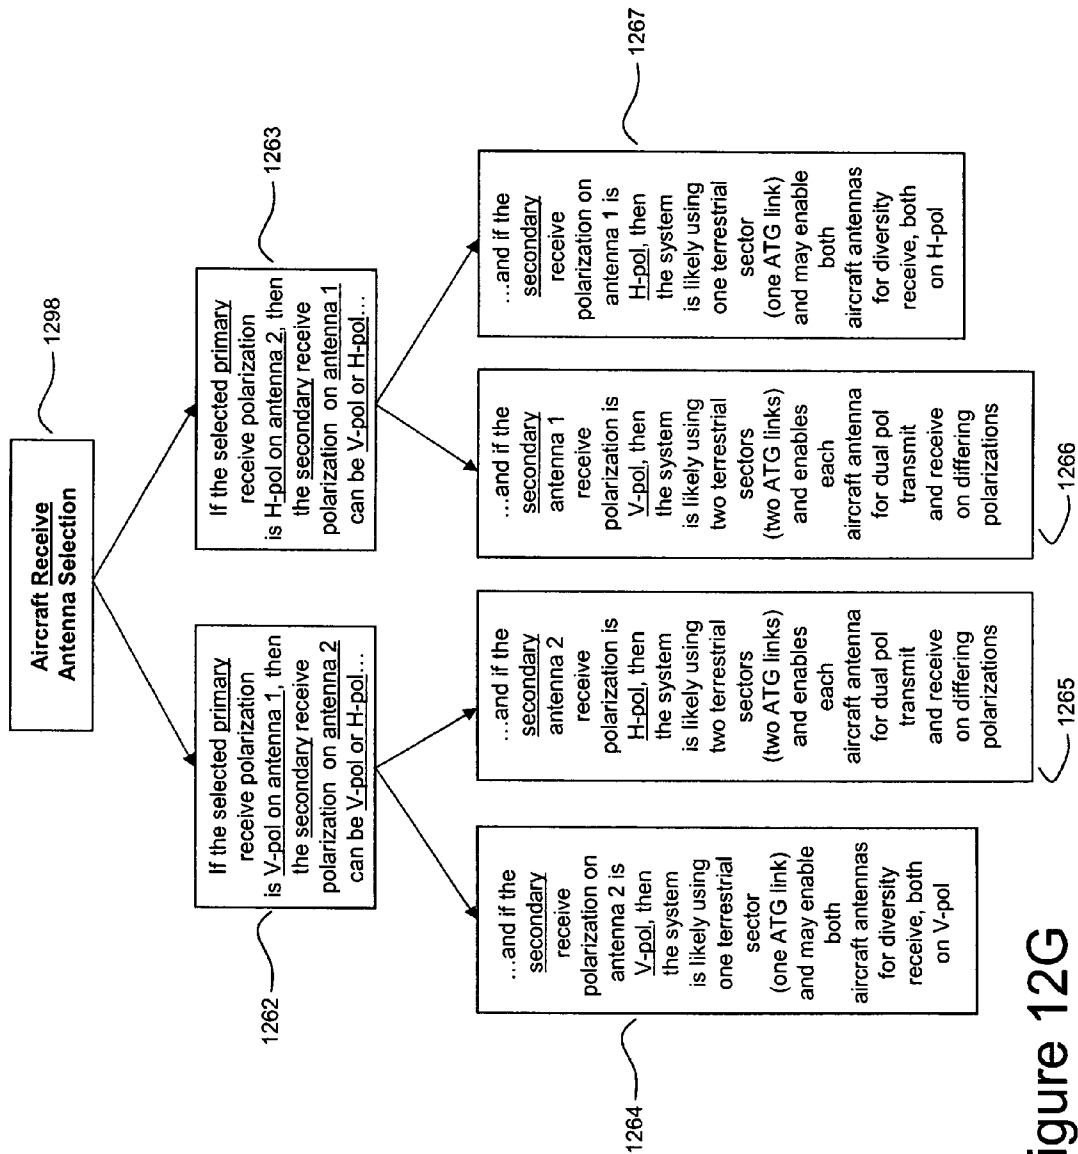 Aircraft Receive
Antenna Selection
1298
If the selected primary
receive polarization
is V-pol on antenna 1, then
the secondary receive
polarization on antenna 2
can be V-pol or H-pol...
1262
If the selected primary
receive polarization
is H-pol on antenna 2, then
the secondary receive
polarization on antenna 1
can be V-pol or H-pol...
1263
...and if the
secondary
receive
polarization on
antenna 2 is
V-pol, then
the system
is likely using
one terrestrial
sector
(one ATG link)
and may enable
both
aircraft antennas
for diversity
receive, both
on V-pol
1264
...and if the
secondary
antenna 2
receive
polarization is
H-pol, then
the system
is likely using
two terrestrial
sectors
(two ATG links)
and enables
each
aircraft antenna
for dual pol
transmit
and receive
on differing
polarizations
1265
...and if the
secondary
antenna 1
receive
polarization is
V-pol, then
the system
is likely using
two terrestrial
sectors
(two ATG links)
and enables
each
aircraft antenna
for dual pol
transmit
and receive
on differing
polarizations
1266
...and if the
secondary
receive
polarization on
antenna 1 is
H-pol, then
the system
is likely using
one terrestrial
sector
(one ATG link)
and may enable
both
aircraft antennas
for diversity
receive, both
on H-pol
1267
igure 12G